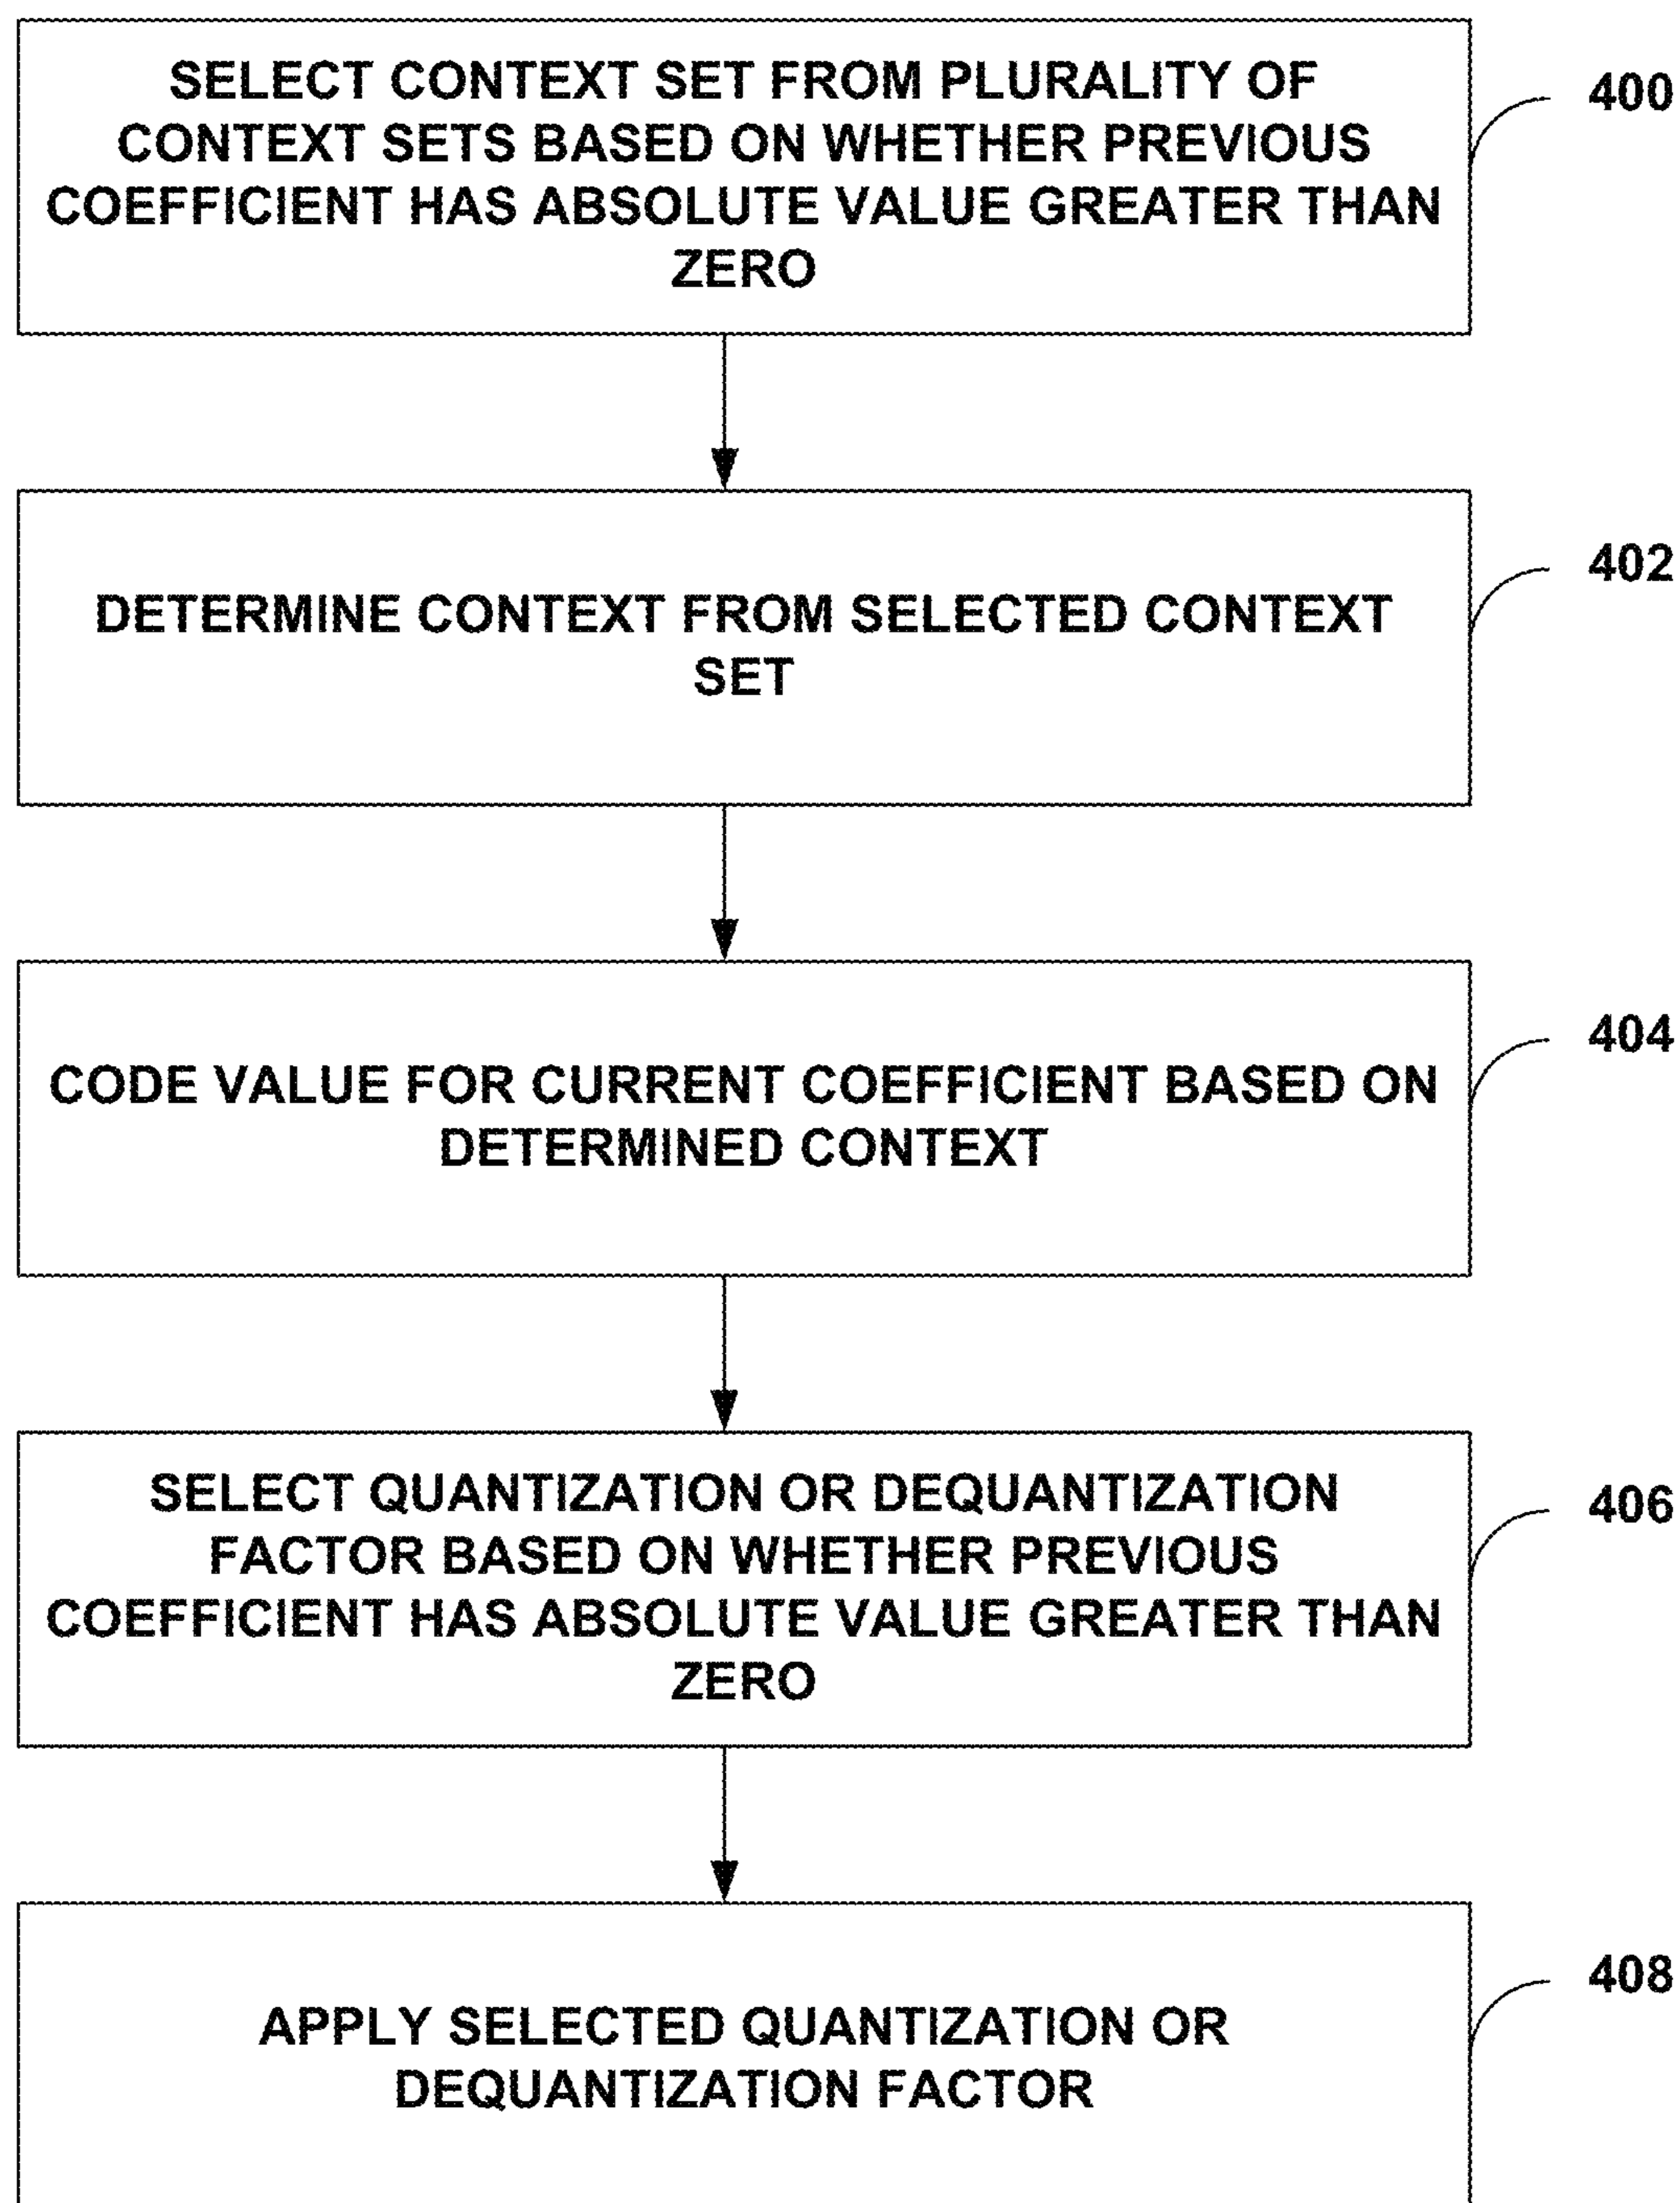 SELECT CONTEXT SET FROM PLURALITY OF
CONTEXT SETS BASED ON WHETHER PREVIOUS
COEFFICIENT HAS ABSOLUTE VALUE GREATER THAN
ZERO
400
DETERMINE CONTEXT FROM SELECTED CONTEXT
SET
402
CODE VALUE FOR CURRENT COEFFICIENT BASED ON
DETERMINED CONTEXT
404
SELECT QUANTIZATION OR DEQUANTIZATION
FACTOR BASED ON WHETHER PREVIOUS
COEFFICIENT HAS ABSOLUTE VALUE GREATER THAN
ZERO
406
APPLY SELECTED QUANTIZATION OR
DEQUANTIZATION FACTOR
408